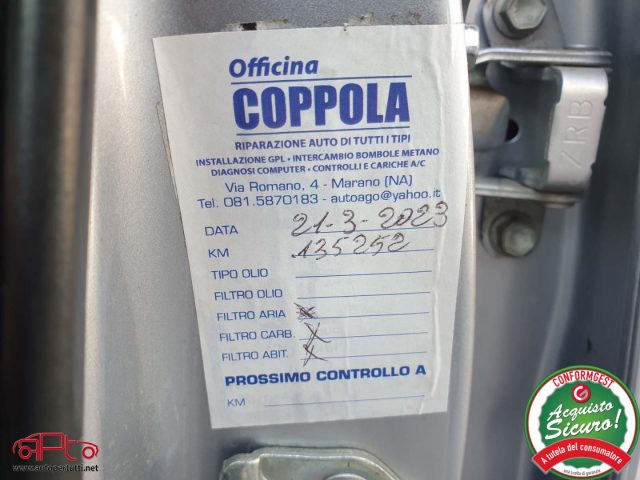 Officina
COPPOLA
RIPARAZIONE AUTO DI TUTTI I TIPI
INSTALLAZIONE GPL • INTERCAMBIO BOMBOLE METANO
DIAGNOSI COMPUTER • CONTROLLI E CARICHE A/C
Via Romano, 4 - Marano (NA)
Tel. 081.5870183 - autoago@yahoo.it
DATA 21-3-2023
KM 135252
TIPO OLIO
FILTRO OLIO
FILTRO ARIA x
FILTRO CARB. x
FILTRO ABIT. x
PROSSIMO CONTROLLO A
KM
ZRB
www.autopertutti.net
CONFORMGEST
Acquisto
Sicuro!
A tutela del consumatore